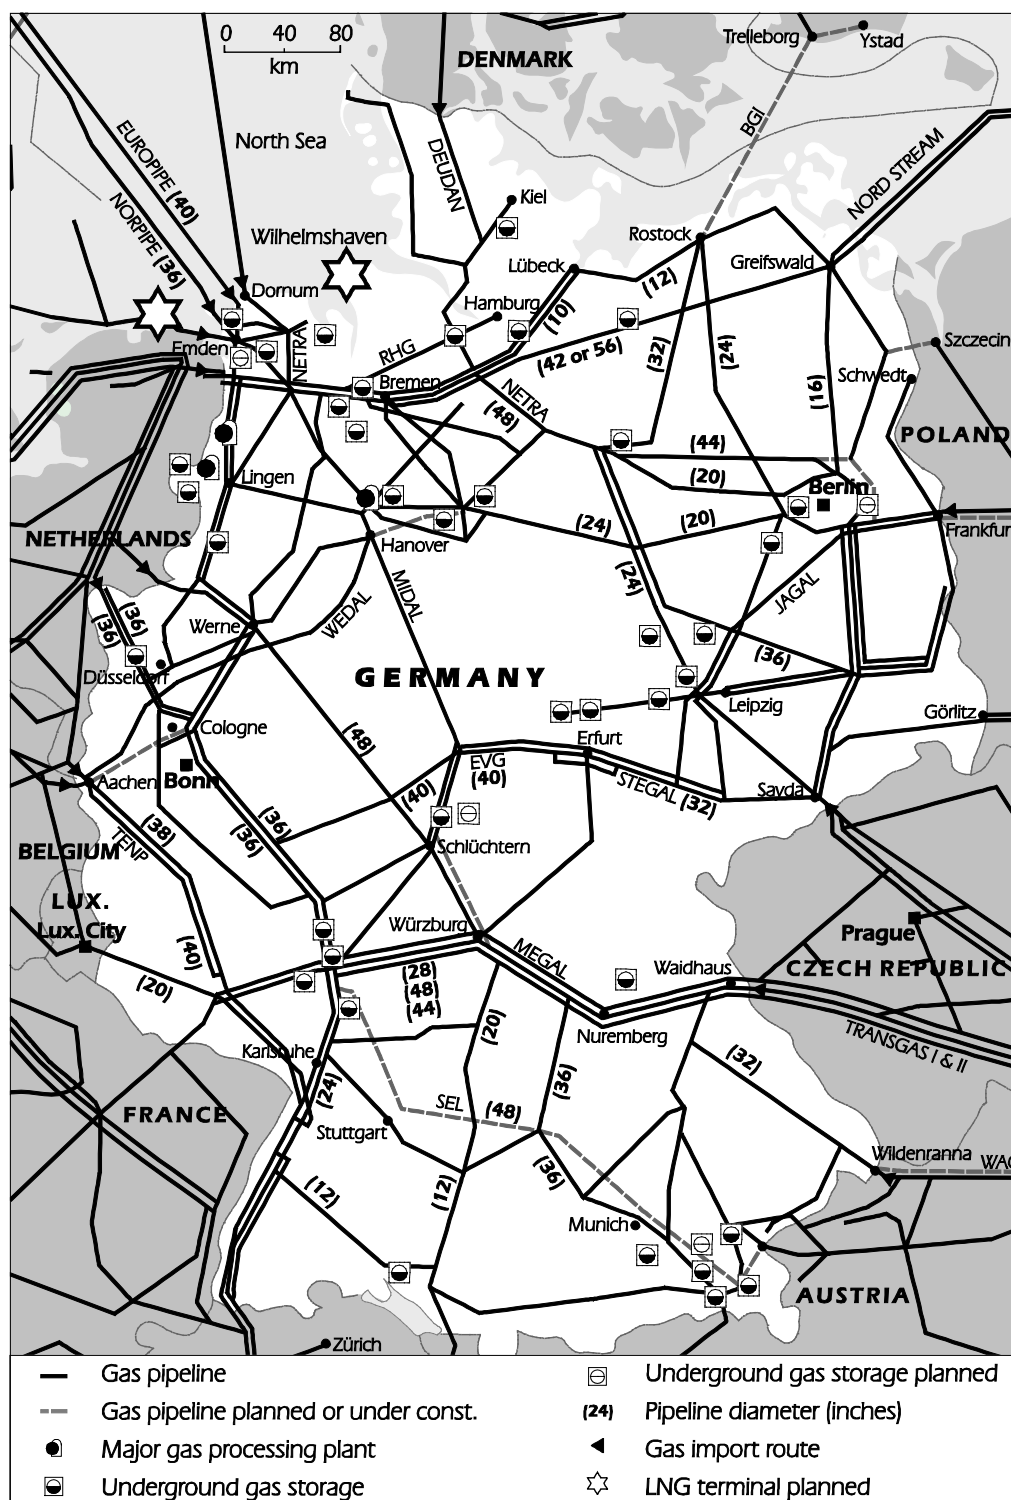 0 40 80
km
DENMARK
Trelleborg
Ystad
BGI
North Sea
EUROPIPE (40)
NORPIPE (36)
DEUDAN
Kiel
NORD STREAM
Wilhelmshaven
Rostock
Greifswald
Lübeck
Dornum
(12)
Hamburg
(10)
Emden
NETRA
RHG
(42 or 56)
(32)
(24)
Szczecin
Schwedt
Bremen
NETRA
(48)
(16)
(44)
POLAND
Lingen
(20)
Berlin
NETHERLANDS
Hanover
(24)
(20)
Frankfur
(36)
(36)
Werne
WEDAL
MIDAL
(24)
JAGAL
Düsseldorf
GERMANY
(36)
Leipzig
Görlitz
Cologne
(48)
Erfurt
EVG
(40)
Aachen
Bonn
(40)
STEGAL (32)
Sayda
(38)
TENP
(36)
(36)
BELGIUM
Schlüchtern
LUX.
Lux. City
Würzburg
MEGAL
Prague
(40)
Waidhaus
CZECH REPUBLIC
(20)
(28)
(48)
(44)
(20)
Nuremberg
TRANSGAS I & II
Karlsruhe
(24)
(32)
(36)
FRANCE
SEL
(48)
Stuttgart
Wildenranna
WAG
(12)
(12)
(36)
Munich
AUSTRIA
Zürich
Gas pipeline
Gas pipeline planned or under const.
Major gas processing plant
Underground gas storage
Underground gas storage planned
(24) Pipeline diameter (inches)
Gas import route
LNG terminal planned